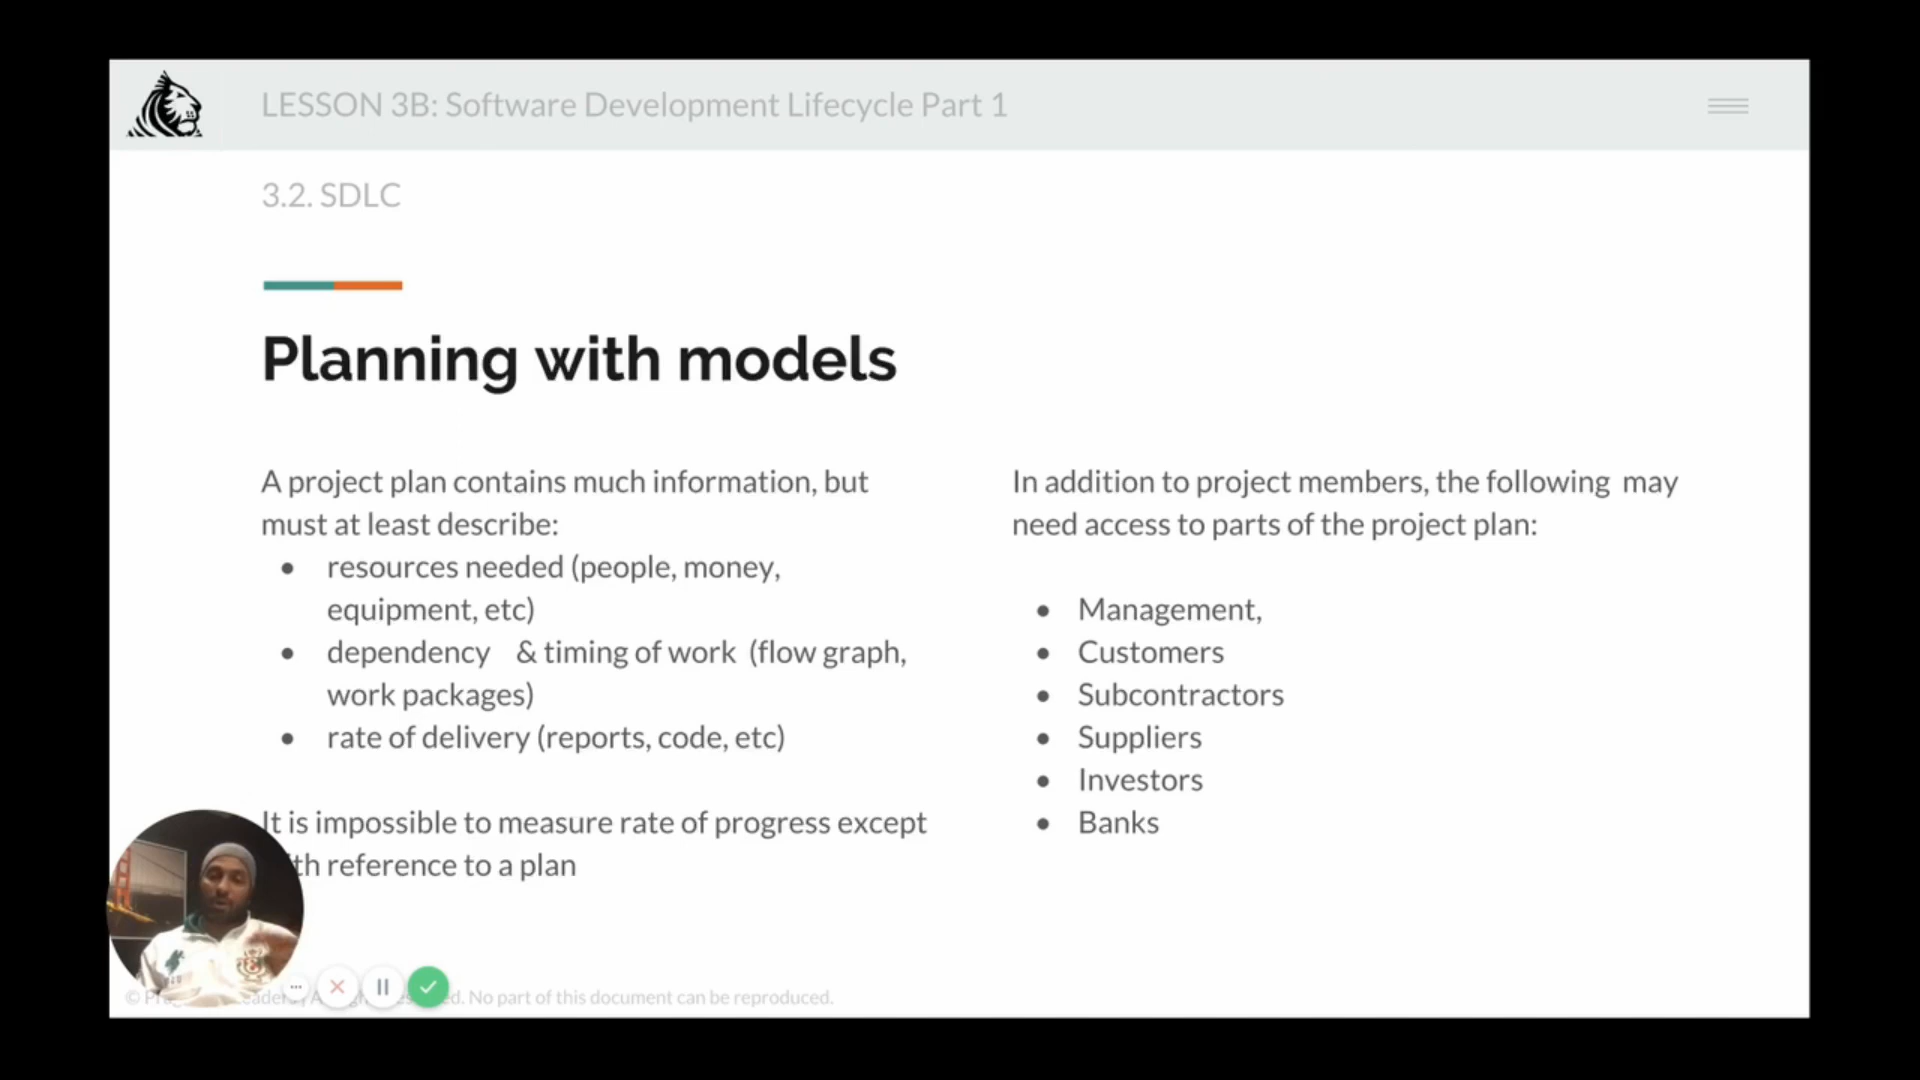 LESSON 3B: Software Development Lifecycle Part 1
3.2. SDLC
Planning with models
A project plan contains much information, but
must at least describe:
● resources needed (people, money,
equipment, etc)
● dependency & timing of work (flow graph,
work packages)
● rate of delivery (reports, code, etc)
It is impossible to measure rate of progress except
reference to a plan
In addition to project members, the following may
need access to parts of the project plan:
● Management,
● Customers
● Subcontractors
● Suppliers
● Investors
● Banks
© No part of this document can be reproduced.